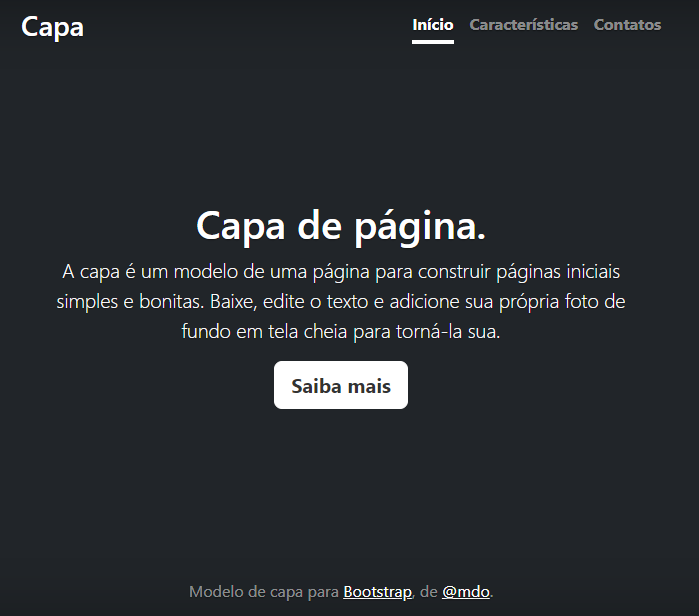 Capa
Início Características Contatos
Capa de página.
A capa é um modelo de uma página para construir páginas iniciais
simples e bonitas. Baixe, edite o texto e adicione sua própria foto de
fundo em tela cheia para torná-la sua.
Saiba mais
Modelo de capa para Bootstrap, de @mdo.